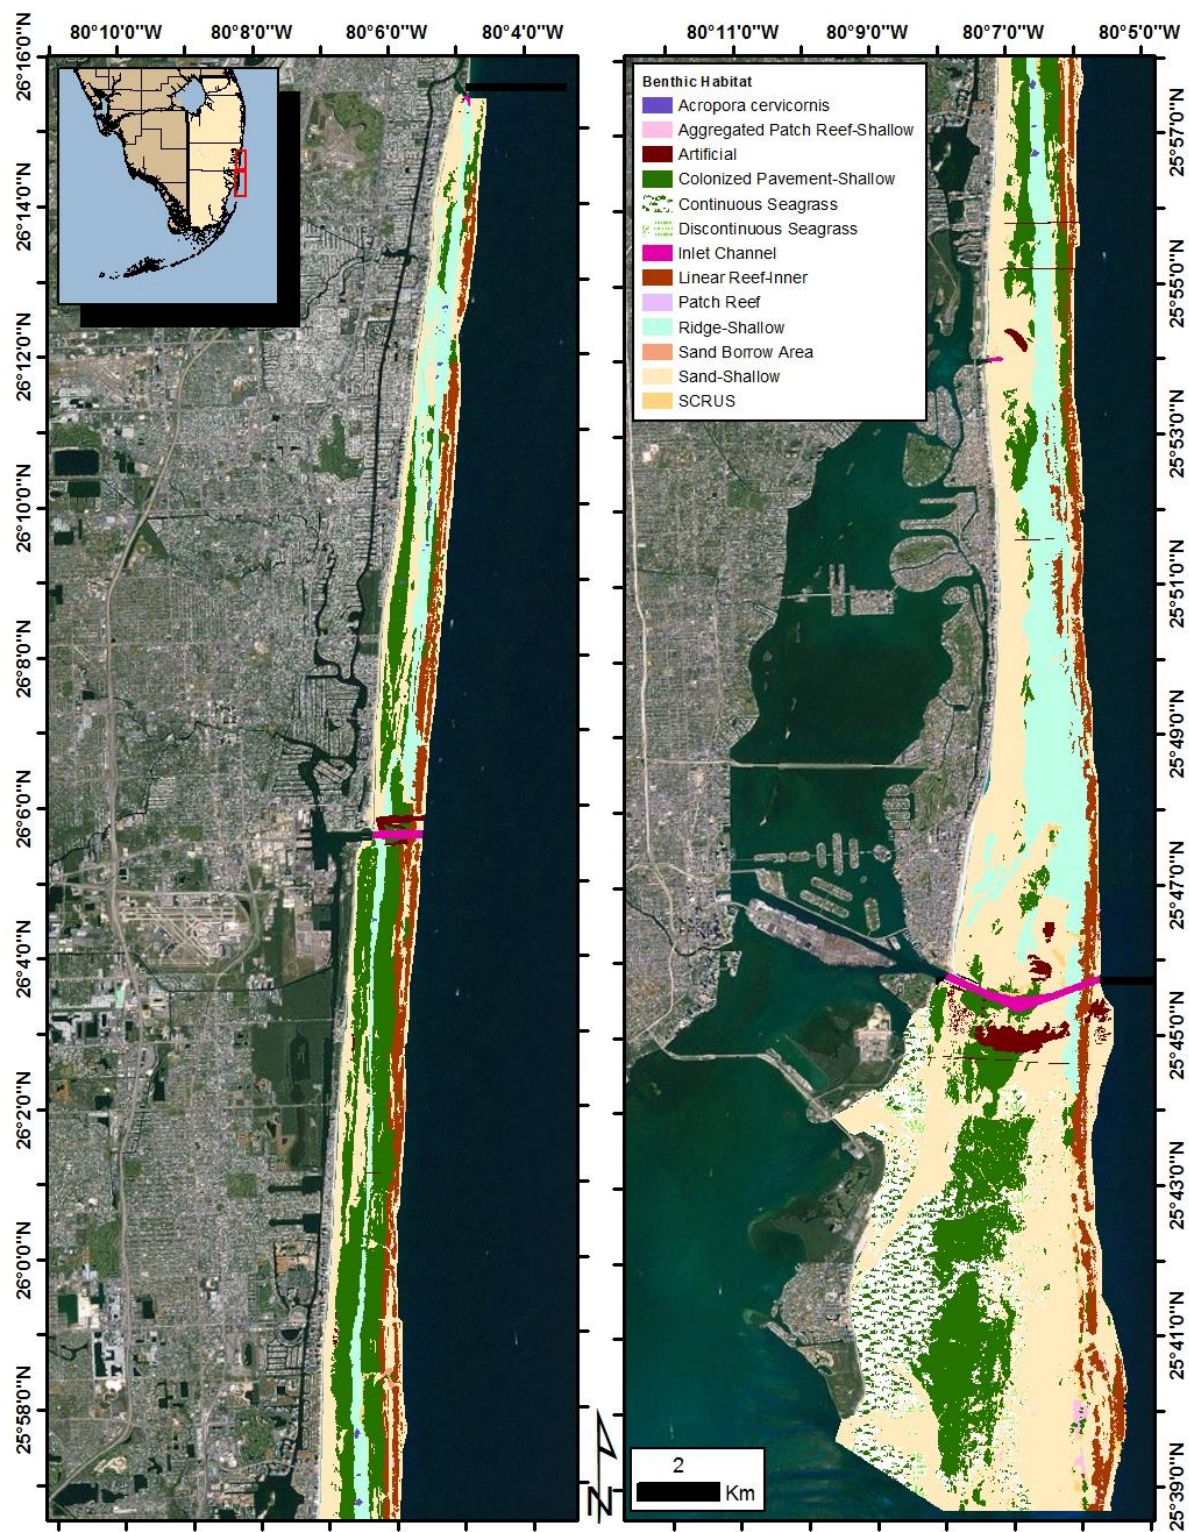 80°10'0"W 80°8'0"W 80°6'0"W 80°4'0"W
80°11'0"W 80°9'0"W 80°7'0"W 80°5'0"W
26°16'0"N
26°14'0"N
26°12'0"N
26°10'0"N
26°8'0"N
26°6'0"N
26°4'0"N
26°2'0"N
26°0'0"N
25°58'0"N
Benthic Habitat
Acropora cervicornis
Aggregated Patch Reef-Shallow
Artificial
Colonized Pavement-Shallow
Continuous Seagrass
Discontinuous Seagrass
Inlet Channel
Linear Reef-Inner
Patch Reef
Ridge-Shallow
Sand Borrow Area
Sand-Shallow
SCRUS
25°57'0"N
25°55'0"N
25°53'0"N
25°51'0"N
25°49'0"N
25°47'0"N
25°45'0"N
25°43'0"N
25°41'0"N
25°39'0"N
N
2
Km